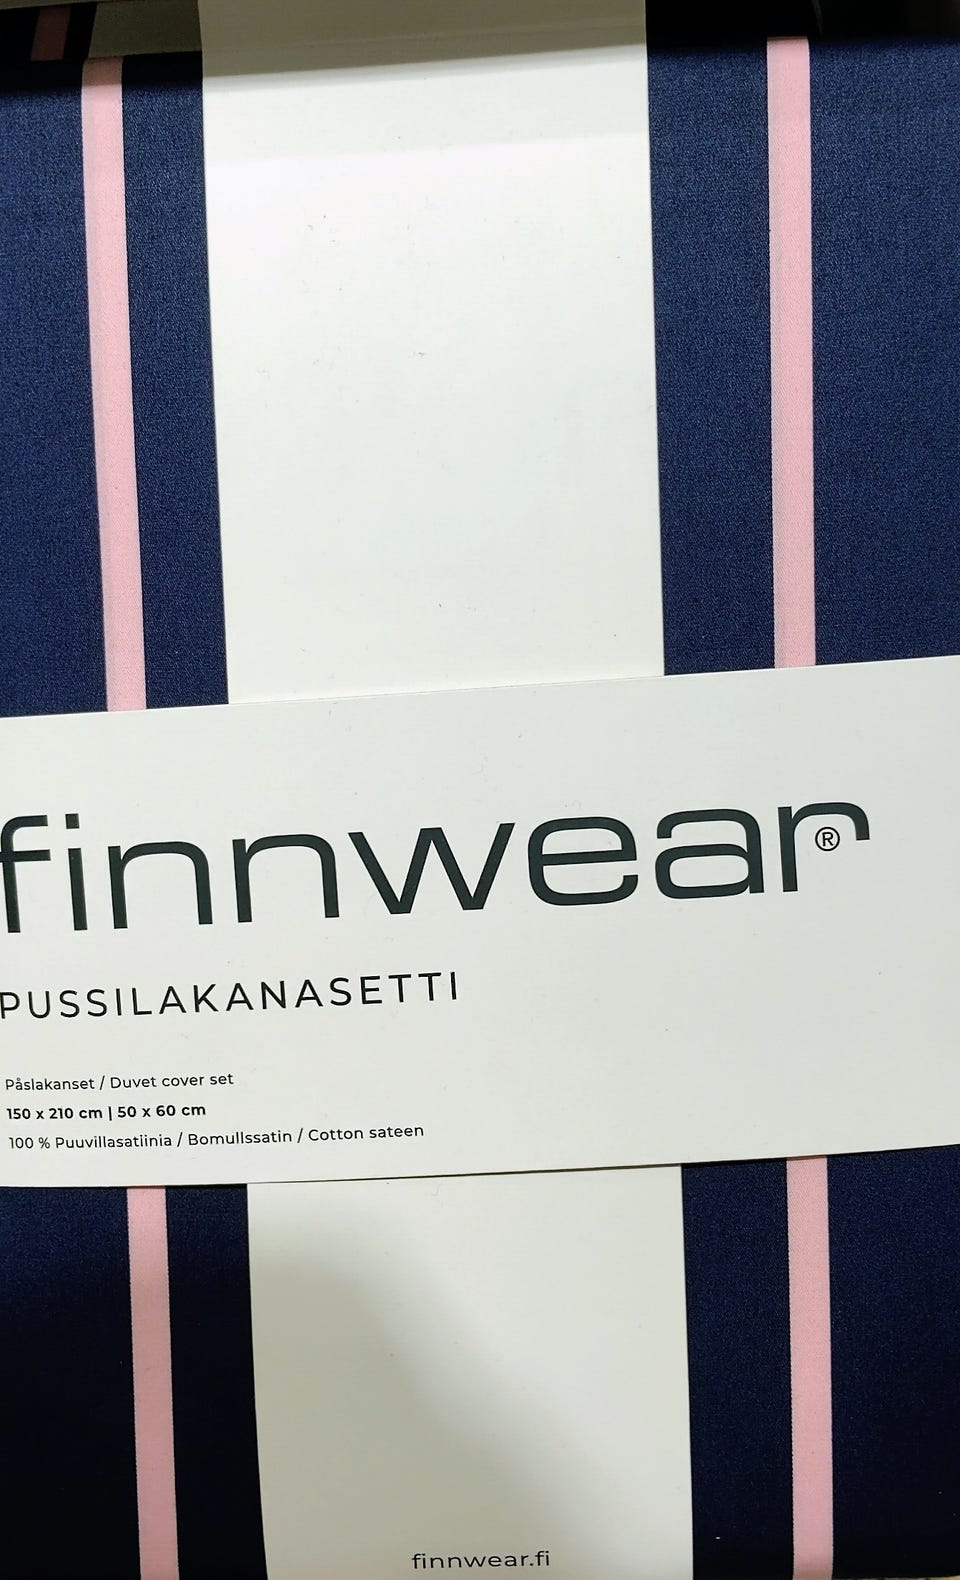 finnwear®
PUSSILAKANASETTI
Påslakanset / Duvet cover set
150 x 210 cm | 50 x 60 cm
100 % Puuvillasatiinia / Bomullssatin / Cotton sateen
finnwear.fi